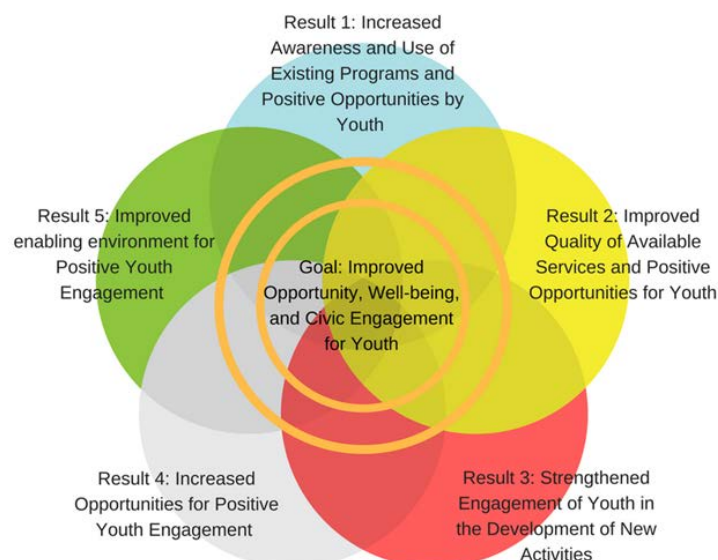 Result 1: Increased
Awareness and Use of
Existing Programs and
Positive Opportunities by
Youth
Result 5: Improved
enabling environment for
Positive Youth
Engagement
Result 2: Improved
Quality of Available
Services and Positive
Opportunities for Youth
Goal: Improved
Opportunity, Well-being,
and Civic Engagement
for Youth
Result 4: Increased
Opportunities for Positive
Youth Engagement
Result 3: Strengthened
Engagement of Youth in
the Development of New
Activities